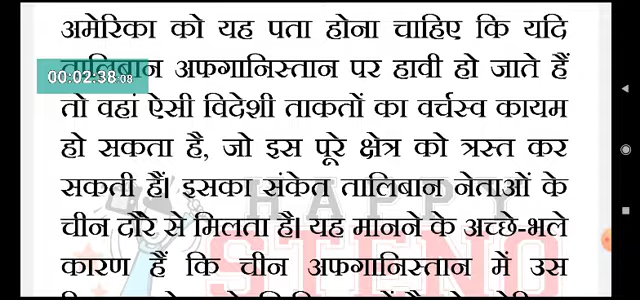 अमेरिका को यह पता होना चाहिए कि यदि
तालिबान अफगानिस्तान पर हावी हो जाते हैं
00:02:38:08
तो वहां ऐसी विदेशी ताकतों का वर्चस्व कायम
हो सकता है, जो इस पूरे क्षेत्र को त्रस्त कर
सकती हैं। इसका संकेत तालिबान नेताओं के
चीन दौरे से मिलता है। यह मानने के अच्छे-भले
कारण हैं कि चीन अफगानिस्तान में उस
HAPPY
STENO